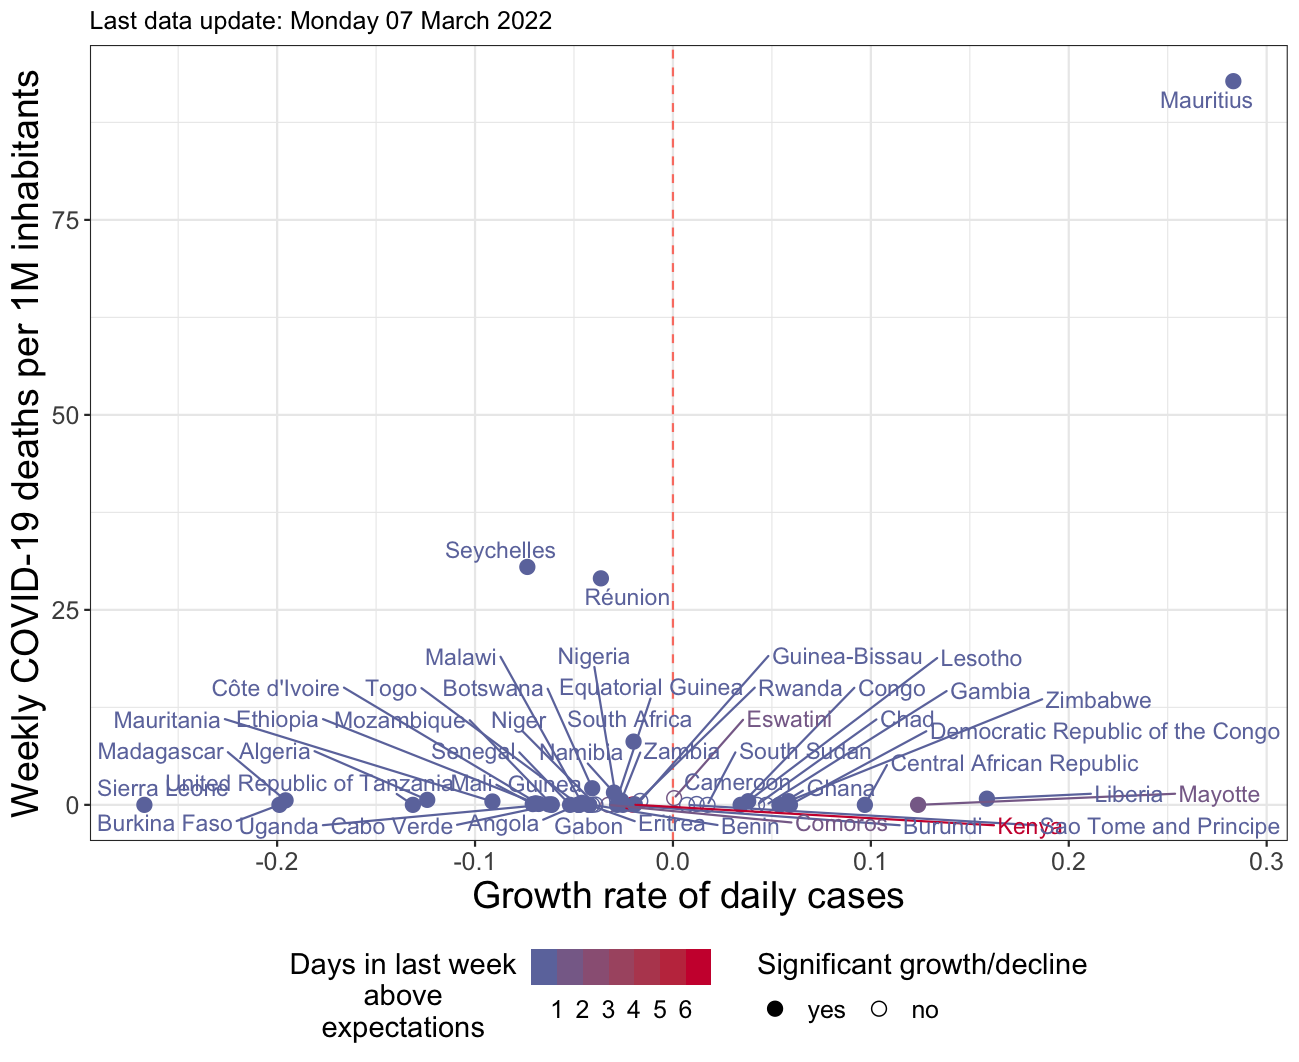 Last data update: Monday 07 March 2022
Weekly COVID-19 deaths per 1M inhabitants
75
50
25
0
Mauritius
Seychelles
Réunion
Malawi
Nigeria
Guinea-Bissau
Lesotho
Côte d'Ivoire
Togo
Botswana
Equatorial Guinea
Rwanda
Congo
Gambia
Zimbabwe
Mauritania
Ethiopia
Mozambique
Niger
South Africa
Eswatini
Chad
Democratic Republic of the Congo
Madagascar
Algeria
Senegal
Namibia
Zambia
South Sudan
Central African Republic
Sierra Leone
United Republic of Tanzania
Mali
Guinea
Cameroon
Ghana
Liberia
Mayotte
Burkina Faso
Uganda
Cabo Verde
Angola
Gabon
Eritrea
Benin
Comoros
Burundi
Kenya
Sao Tome and Principe
-0.2
-0.1
0.0
0.1
0.2
0.3
Growth rate of daily cases
Days in last week
above
expectations
1 2 3 4 5 6
Significant growth/decline
yes
no